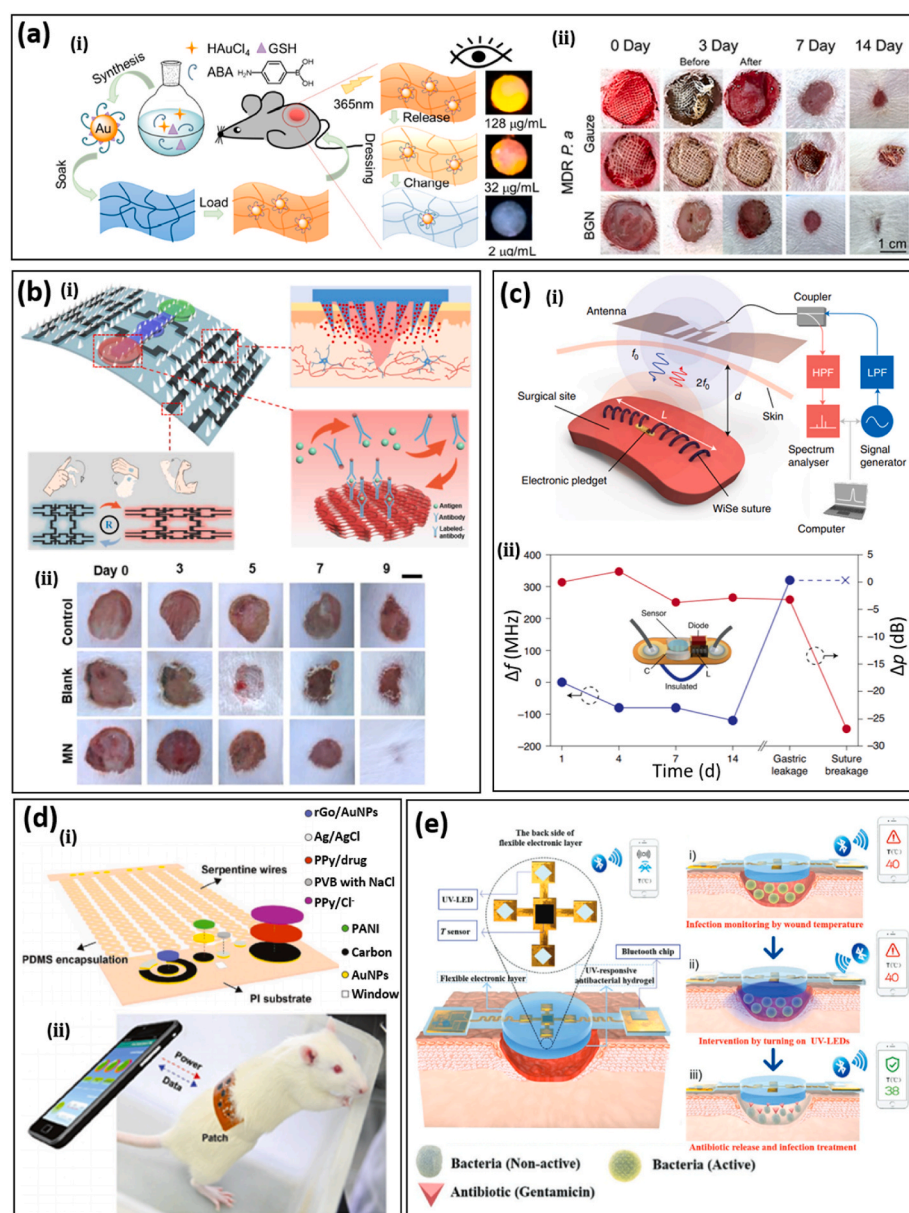 (a)
(i)
HAuCl₄ GSH
ABA H₂N OH
OH
B
Synthesis
Au
Soak
Load
Dressing
365nm
Release
Change
128 μg/mL
32 μg/mL
2 μg/mL
(ii)
0 Day 3 Day 7 Day 14 Day
Before After
MDR P. a
Gauze
BGN
1 cm
(b)
(i)
R
Antigen
Antibody
Labeled-
antibody
(ii)
Day 0 3 5 7 9
Control
Blank
MN
(c)
(i)
Antenna
Coupler
f₀
2f₀
d
HPF
LPF
Skin
Surgical site
L
Electronic pledget
WiSe suture
Spectrum
analyser
Signal
generator
Computer
(ii)
Δf (MHz)
400
300
200
100
0
−100
−200
Sensor
Diode
C
L
Insulated
5
0
−5
−10
−15
−20
−25
−30
Δp (dB)
1 4 7 14
Time (d)
Gastric
leakage
Suture
breakage
(d)
(i)
rGo/AuNPs
Ag/AgCl
PPy/drug
PVB with NaCl
PPy/Cl⁻
PANI
Carbon
AuNPs
Window
Serpentine wires
PDMS encapsulation
PI substrate
(ii)
Power
Data
Patch
(e)
The back side of
flexible electronic layer
UV-LED
T sensor
Flexible electronic layer
Bluetooth chip
UV-responsive
antibacterial hydrogel
i)
T(℃)
40
Infection monitoring by wound temperature
ii)
T(℃)
40
Intervention by turning on UV-LEDs
iii)
T(℃)
38
Antibiotic release and infection treatment
Bacteria (Non-active)
Bacteria (Active)
Antibiotic (Gentamicin)